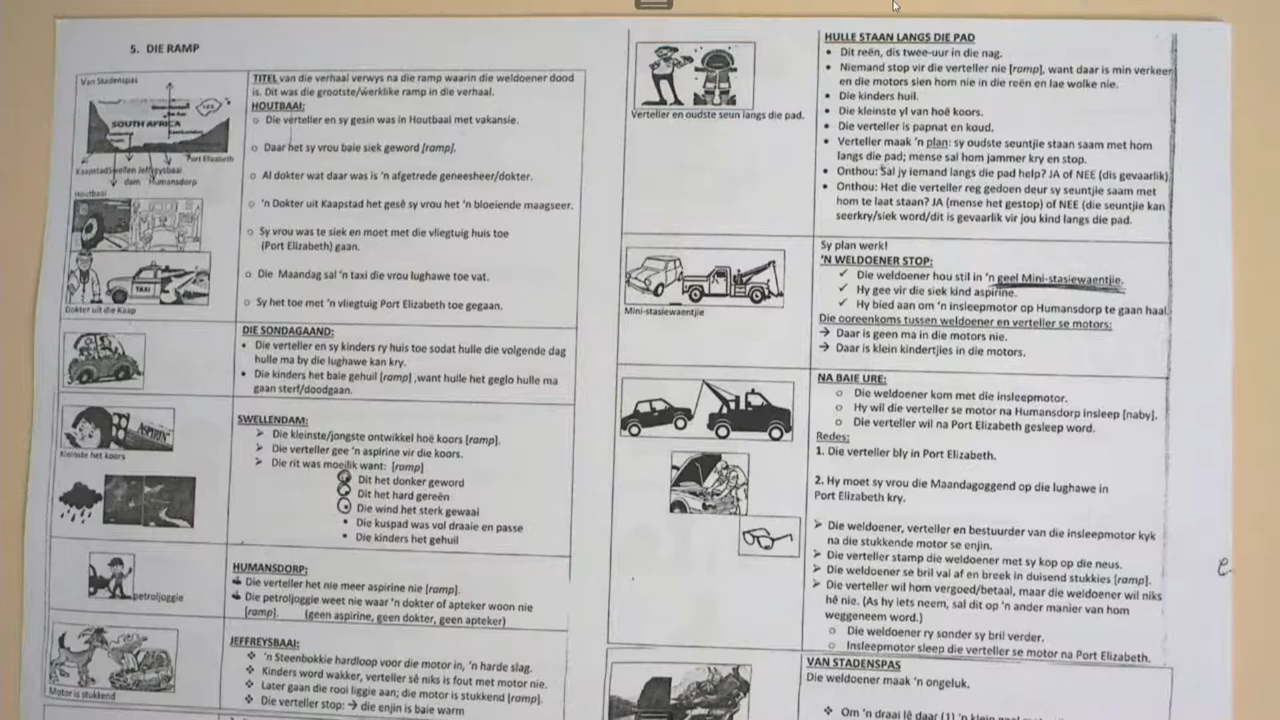 5. DIE RAMP
Van Stadenspas
SOUTH AFRICA
Port Elizabeth
Kaapstad Swellen Jeffreysbaai
dam Humansdorp
Houtbaai
TAXI
Dokter uit die Kaap
TITEL van die verhaal verwys na die ramp waarin die weldoener dood
is. Dit was die grootste/werklike ramp in die verhaal.
HOUTBAAI:
o Die verteller en sy gesin was in Houtbaai met vakansie.
o Daar het sy vrou baie siek geword [ramp].
o Al dokter wat daar was is 'n afgetrede geneesheer/dokter.
o 'n Dokter uit Kaapstad het gesê sy vrou het 'n bloeiende maagseer.
o Sy vrou was te siek en moet met die vliegtuig huis toe
(Port Elizabeth) gaan.
o Die Maandag sal 'n taxi die vrou lughawe toe vat.
o Sy het toe met 'n vliegtuig Port Elizabeth toe gegaan.
DIE SONDAGAAND:
• Die verteller en sy kinders ry huis toe sodat hulle die volgende dag
hulle ma by die lughawe kan kry.
• Die kinders het baie gehuil [ramp] ,want hulle het geglo hulle ma
gaan sterf/doodgaan.
ASPIRIN
Kleinste het koors
SWELLENDAM:
➢ Die kleinste/jongste ontwikkel hoë koors [ramp].
➢ Die verteller gee 'n aspirine vir die koors.
➢ Die rit was moeilik want: [ramp]
Dit het donker geword
Dit het hard gereën
Die wind het sterk gewaai
▪ Die kuspad was vol draaie en passe
▪ Die kinders het gehuil
petroljoggie
HUMANSDORP:
Die verteller het nie meer aspirine nie [ramp].
Die petroljoggie weet nie waar 'n dokter of apteker woon nie
[ramp]. (geen aspirine, geen dokter, geen apteker)
Motor is stukkend
JEFFREYSBAAI:
❖ 'n Steenbokkie hardloop voor die motor in, 'n harde slag.
❖ Kinders word wakker, verteller sê niks is fout met motor nie.
❖ Later gaan die rooi liggie aan; die motor is stukkend [ramp].
❖ Die verteller stop: → die enjin is baie warm
Verteller en oudste seun langs die pad.
HULLE STAAN LANGS DIE PAD
• Dit reën, dis twee-uur in die nag.
• Niemand stop vir die verteller nie [ramp], want daar is min verkeer
en die motors sien hom nie in die reën en lae wolke nie.
• Die kinders huil.
• Die kleinste yl van hoë koors.
• Die verteller is papnat en koud.
• Verteller maak 'n plan: sy oudste seuntjie staan saam met hom
langs die pad; mense sal hom jammer kry en stop.
• Onthou: Sal jy iemand langs die pad help? JA of NEE (dis gevaarlik)
• Onthou: Het die verteller reg gedoen deur sy seuntjie saam met
hom te laat staan? JA (mense het gestop) of NEE (die seuntjie kan
seerkry/siek word/dit is gevaarlik vir jou kind langs die pad.
Mini-stasiewaentjie
Sy plan werk!
'N WELDOENER STOP:
✓ Die weldoener hou stil in 'n geel Mini-stasiewaentjie.
✓ Hy gee vir die siek kind aspirine.
✓ Hy bied aan om 'n insleepmotor op Humansdorp te gaan haal.
Die ooreenkoms tussen weldoener en verteller se motors:
→ Daar is geen ma in die motors nie.
→ Daar is klein kindertjies in die motors.
NA BAIE URE:
o Die weldoener kom met die insleepmotor.
o Hy wil die verteller se motor na Humansdorp insleep [naby].
o Die verteller wil na Port Elizabeth gesleep word.
Redes:
1. Die verteller bly in Port Elizabeth.
2. Hy moet sy vrou die Maandagoggend op die lughawe in
Port Elizabeth kry.
➢ Die weldoener, verteller en bestuurder van die insleepmotor kyk
na die stukkende motor se enjin.
➢ Die verteller stamp die weldoener met sy kop op die neus.
➢ Die weldoener se bril val af en breek in duisend stukkies [ramp].
➢ Die verteller wil hom vergoed/betaal, maar die weldoener wil niks
hê nie. (As hy iets neem, sal dit op 'n ander manier van hom
weggeneem word.)
o Die weldoener ry sonder sy bril verder.
o Insleepmotor sleep die verteller se motor na Port Elizabeth.
VAN STADENSPAS
Die weldoener maak 'n ongeluk.